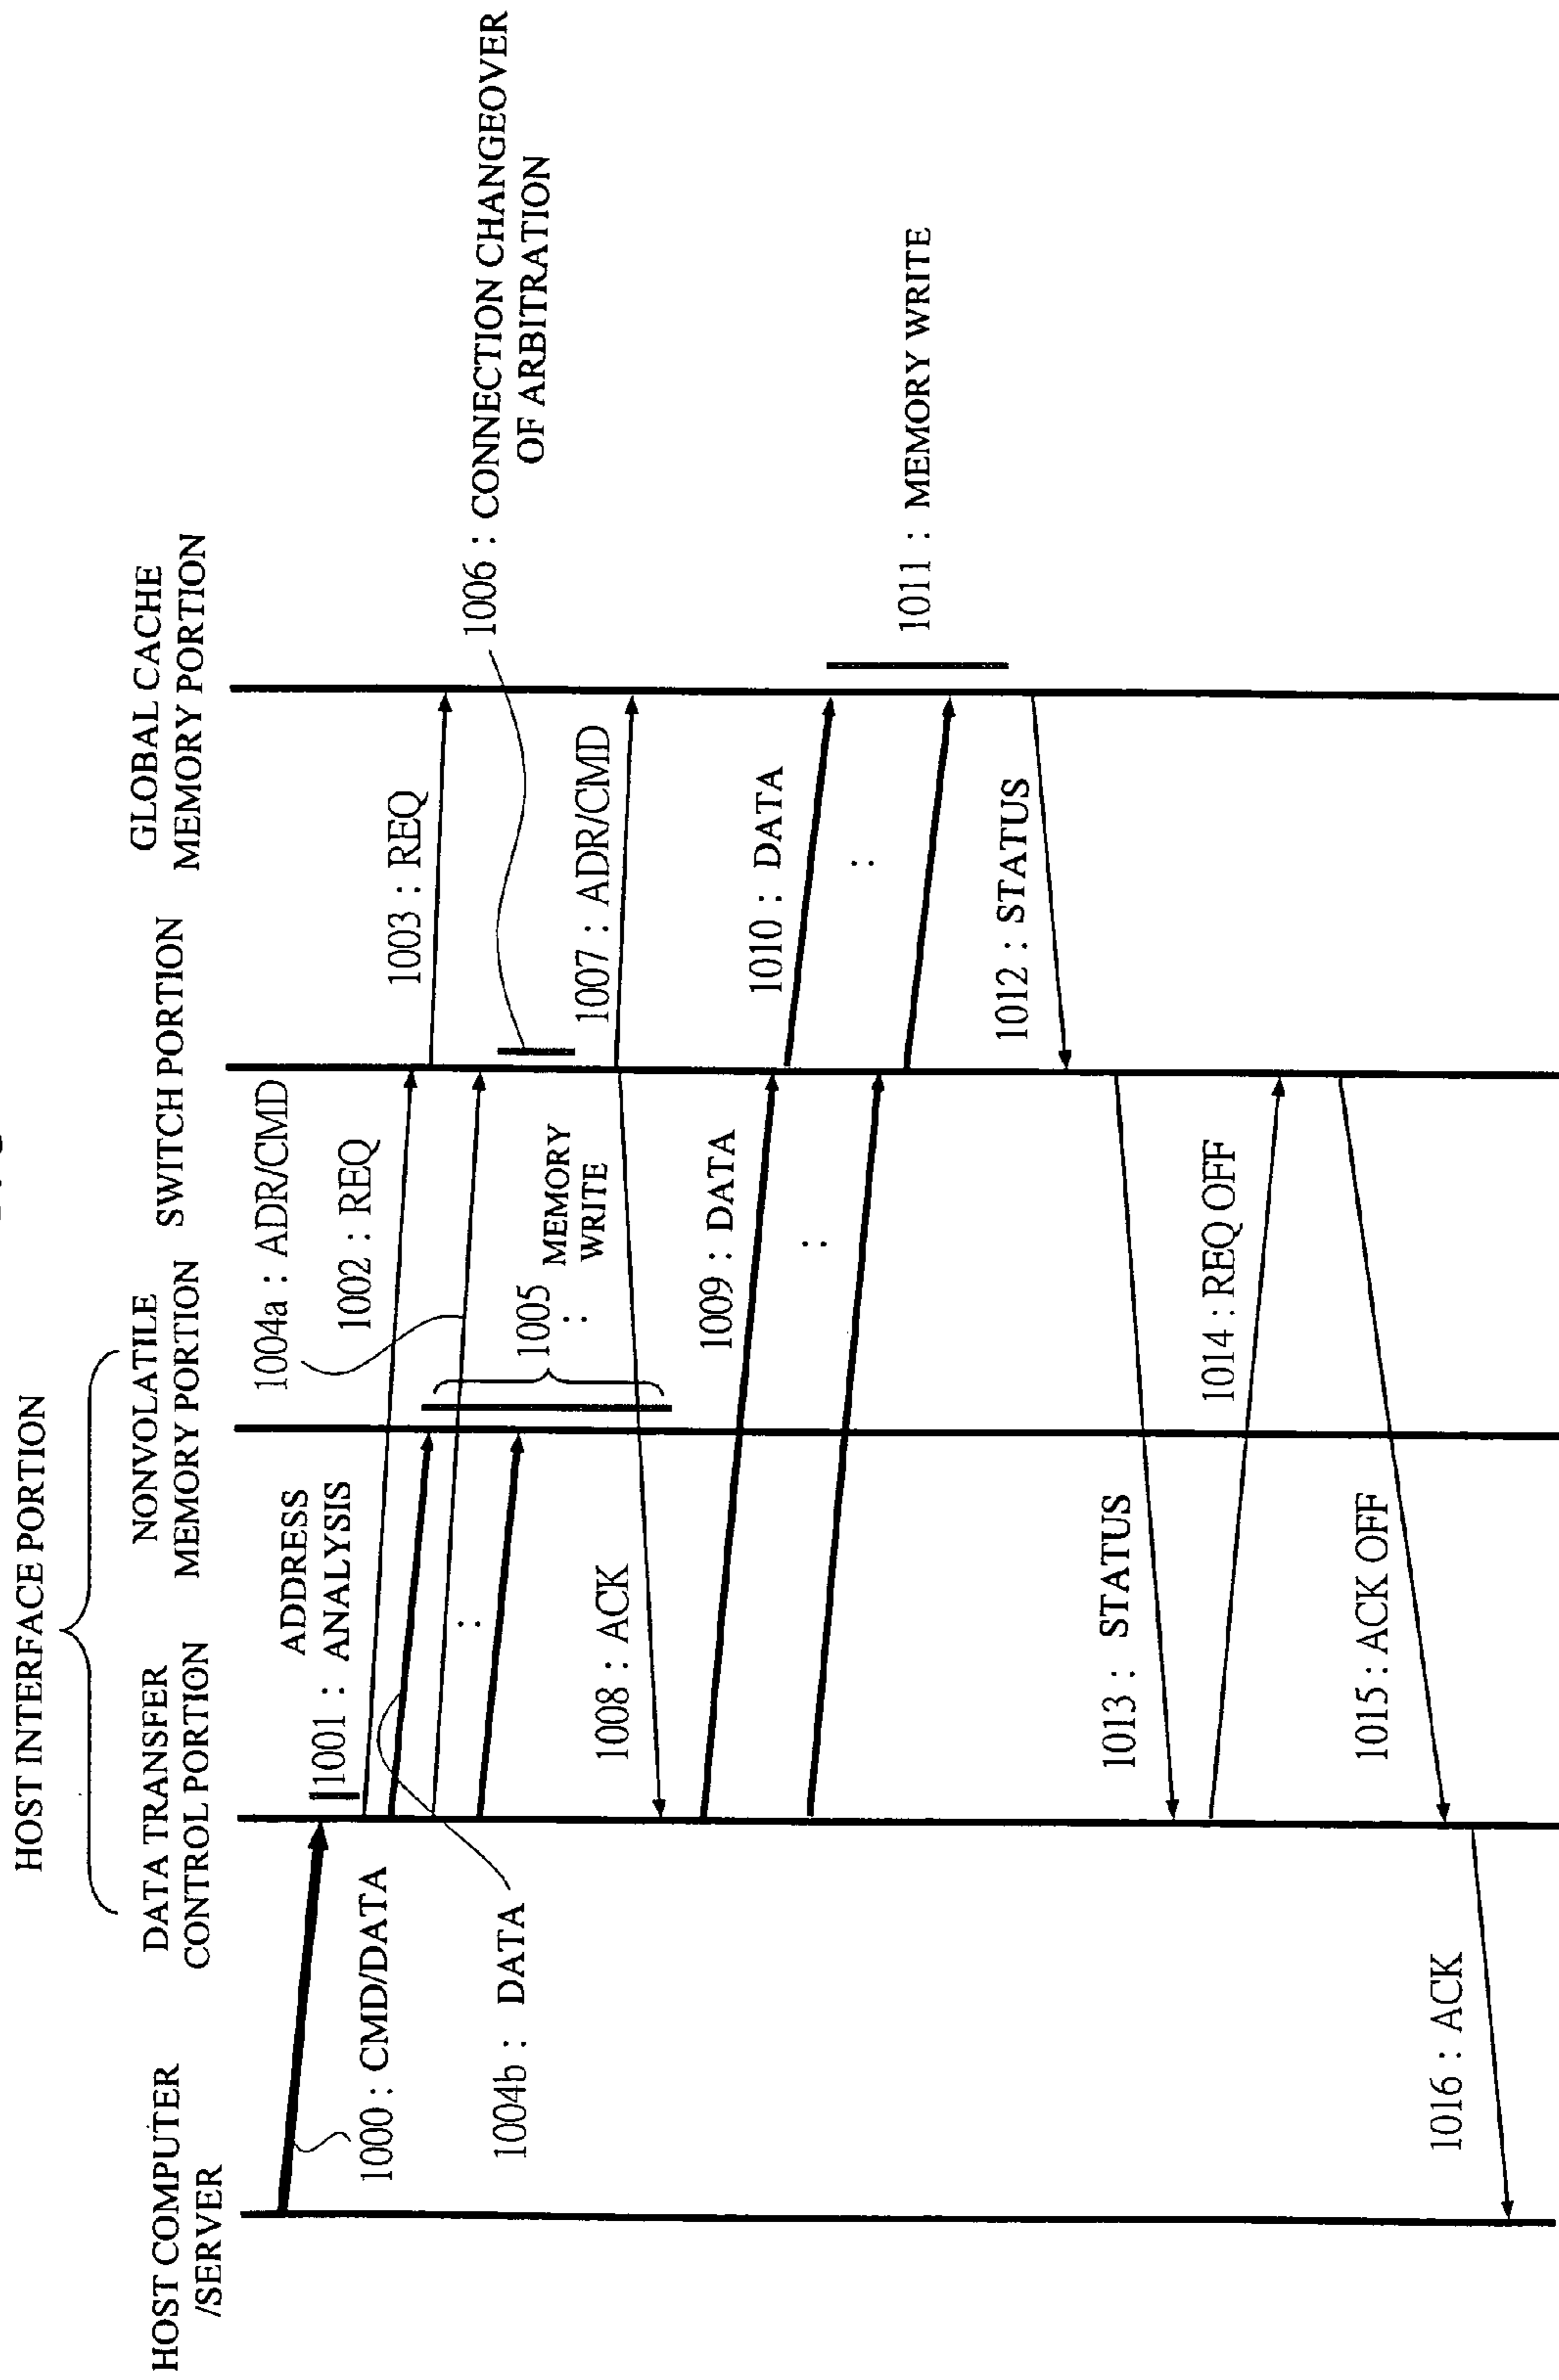 HOST INTERFACE PORTION
HOST COMPUTER
/SERVER
DATA TRANSFER
CONTROL PORTION
NONVOLATILE
MEMORY PORTION
SWITCH PORTION
GLOBAL CACHE
MEMORY PORTION
1000 : CMD/DATA
1001 : ADDRESS
ANALYSIS
1002 : REQ
1003 : REQ
1004a : ADR/CMD
1004b : DATA
1005 : MEMORY
WRITE
1006 : CONNECTION CHANGEOVER
OF ARBITRATION
1007 : ADR/CMD
1008 : ACK
1009 : DATA
1010 : DATA
1011 : MEMORY WRITE
1012 : STATUS
1013 : STATUS
1014 : REQ OFF
1015 : ACK OFF
1016 : ACK